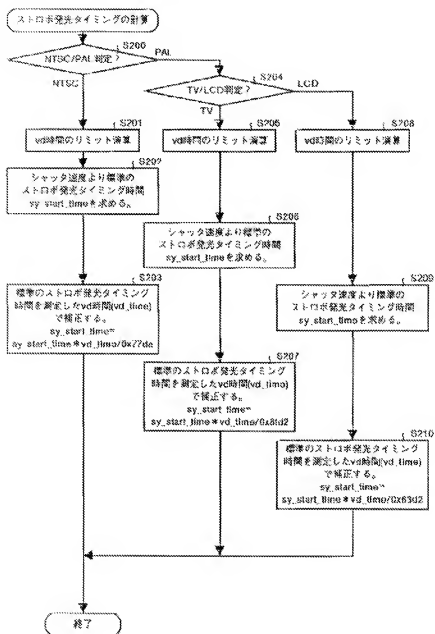 ストロボ発光タイミングの計算
S200
NTSC/PAL判定?
PAL
NTSC
S204
TV/LCD判定?
LCD
TV
S201
vd時間のリミット演算
S205
vd時間のリミット演算
S208
vd時間のリミット演算
S202
シャッタ速度より標準の
ストロボ発光タイミング時間
sy_start_timeを求める。
S206
シャッタ速度より標準の
ストロボ発光タイミング時間
sy_start_timeを求める。
S209
シャッタ速度より標準の
ストロボ発光タイミング時間
sy_start_timeを求める。
S203
標準のストロボ発光タイミング
時間を測定したvd時間(vd_time)
で補正する。
sy_start_time=
sy_start_time*vd_time/0x77da
S207
標準のストロボ発光タイミング
時間を測定したvd時間(vd_time)
で補正する。
sy_start_time=
sy_start_time*vd_time/0x8fd2
S210
標準のストロボ発光タイミング
時間を測定したvd時間(vd_time)
で補正する。
sy_start_time=
sy_start_time*vd_time/0x63d2
終了